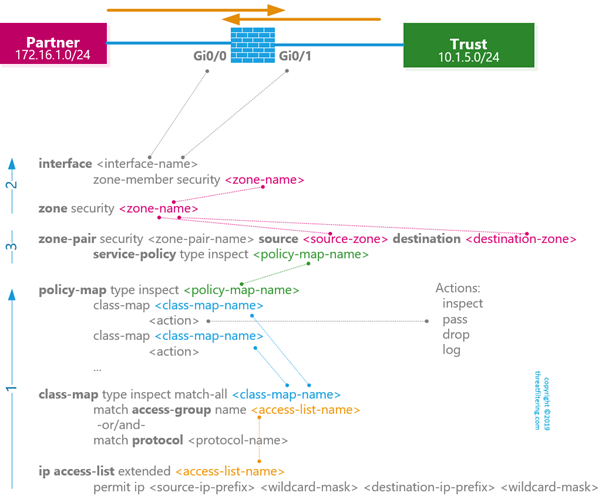 Partner
172.16.1.0/24
Gi0/0
Gi0/1
Trust
10.1.5.0/24
2
interface <interface-name>
zone-member security <zone-name>
zone security <zone-name>
3
zone-pair security <zone-pair-name> source <source-zone> destination <destination-zone>
service-policy type inspect <policy-map-name>
1
policy-map type inspect <policy-map-name>
class-map <class-map-name>
<action>
class-map <class-map-name>
<action>
...
Actions:
inspect
pass
drop
log
class-map type inspect match-all <class-map-name>
match access-group name <access-list-name>
-or/and-
match protocol <protocol-name>
ip access-list extended <access-list-name>
permit ip <source-ip-prefix> <wildcard-mask> <destination-ip-prefix> <wildcard-mask>
copyright ©2019
threatfiltering.com